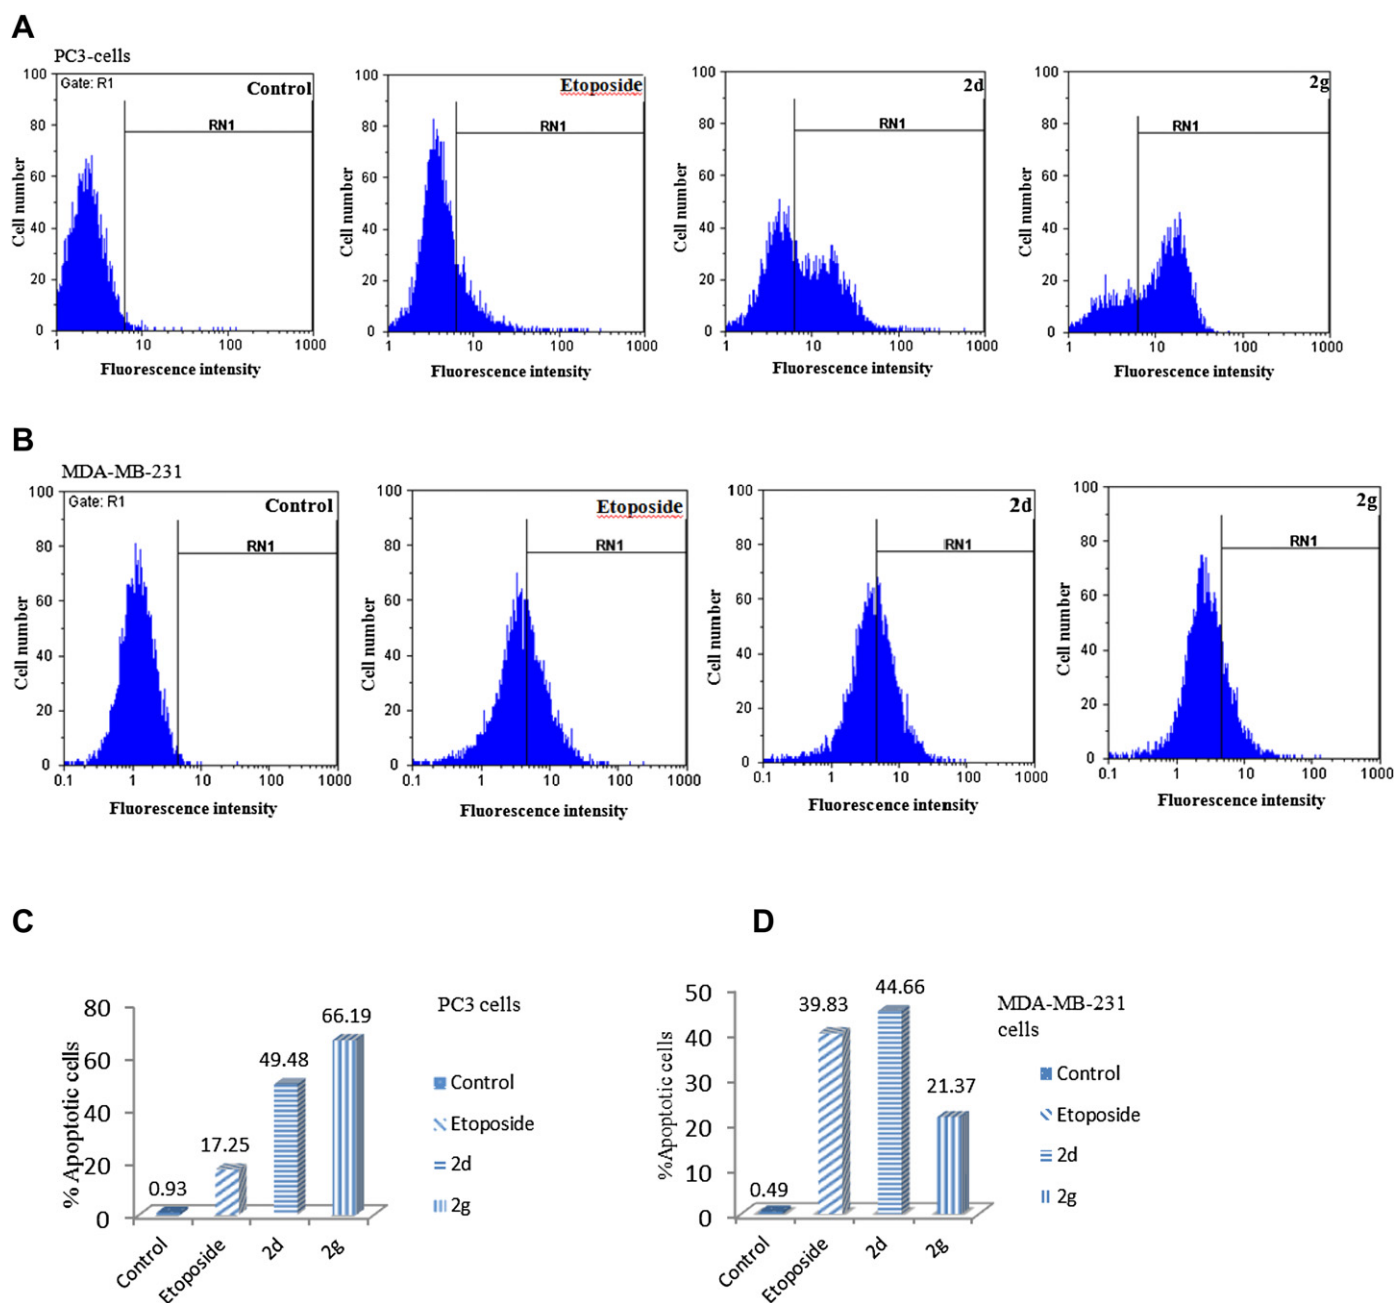 A
PC3-cells
Gate: R1
Control
RN1
100
80
60
40
20
0
Cell number
1
10
100
1000
Fluorescence intensity
Etoposide
RN1
100
80
60
40
20
0
Cell number
1
10
100
1000
Fluorescence intensity
2d
RN1
100
80
60
40
20
0
Cell number
1
10
100
1000
Fluorescence intensity
2g
RN1
100
80
60
40
20
0
Cell number
1
10
100
1000
Fluorescence intensity
B
MDA-MB-231
Gate: R1
Control
RN1
100
80
60
40
20
0
Cell number
0.1
1
10
100
1000
Fluorescence intensity
Etoposide
RN1
100
80
60
40
20
0
Cell number
0.1
1
10
100
1000
Fluorescence intensity
2d
RN1
100
80
60
40
20
0
Cell number
0.1
1
10
100
1000
Fluorescence intensity
2g
RN1
100
80
60
40
20
0
Cell number
0.1
1
10
100
1000
Fluorescence intensity
C
PC3 cells
% Apoptotic cells
80
60
40
20
0
0.93
17.25
49.48
66.19
Control
Etoposide
2d
2g
Control
Etoposide
2d
2g
D
MDA-MB-231
cells
%Apoptotic cells
50
40
30
20
10
0
0.49
39.83
44.66
21.37
Control
Etoposide
2d
2g
Control
Etoposide
2d
2g